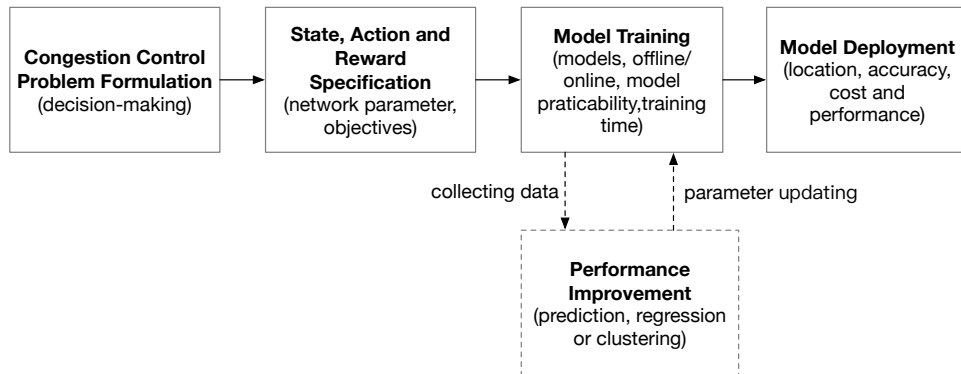 Congestion Control
Problem Formulation
(decision-making)
State, Action and
Reward
Specification
(network parameter,
objectives)
Model Training
(models, offline/
online, model
praticability,training
time)
Model Deployment
(location, accuracy,
cost and
performance)
collecting data
parameter updating
Performance
Improvement
(prediction, regression
or clustering)